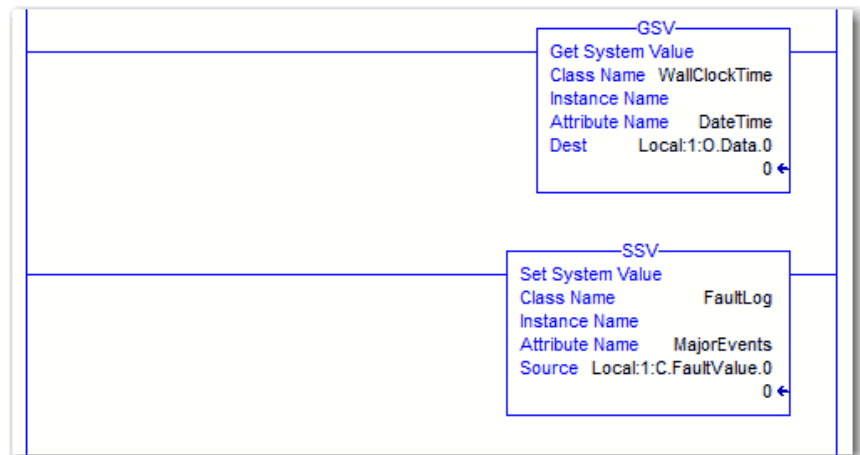 GSV
Get System Value
Class Name WallClockTime
Instance Name
Attribute Name DateTime
Dest Local:1:O.Data.0
0
SSV
Set System Value
Class Name FaultLog
Instance Name
Attribute Name MajorEvents
Source Local:1:C.FaultValue.0
0